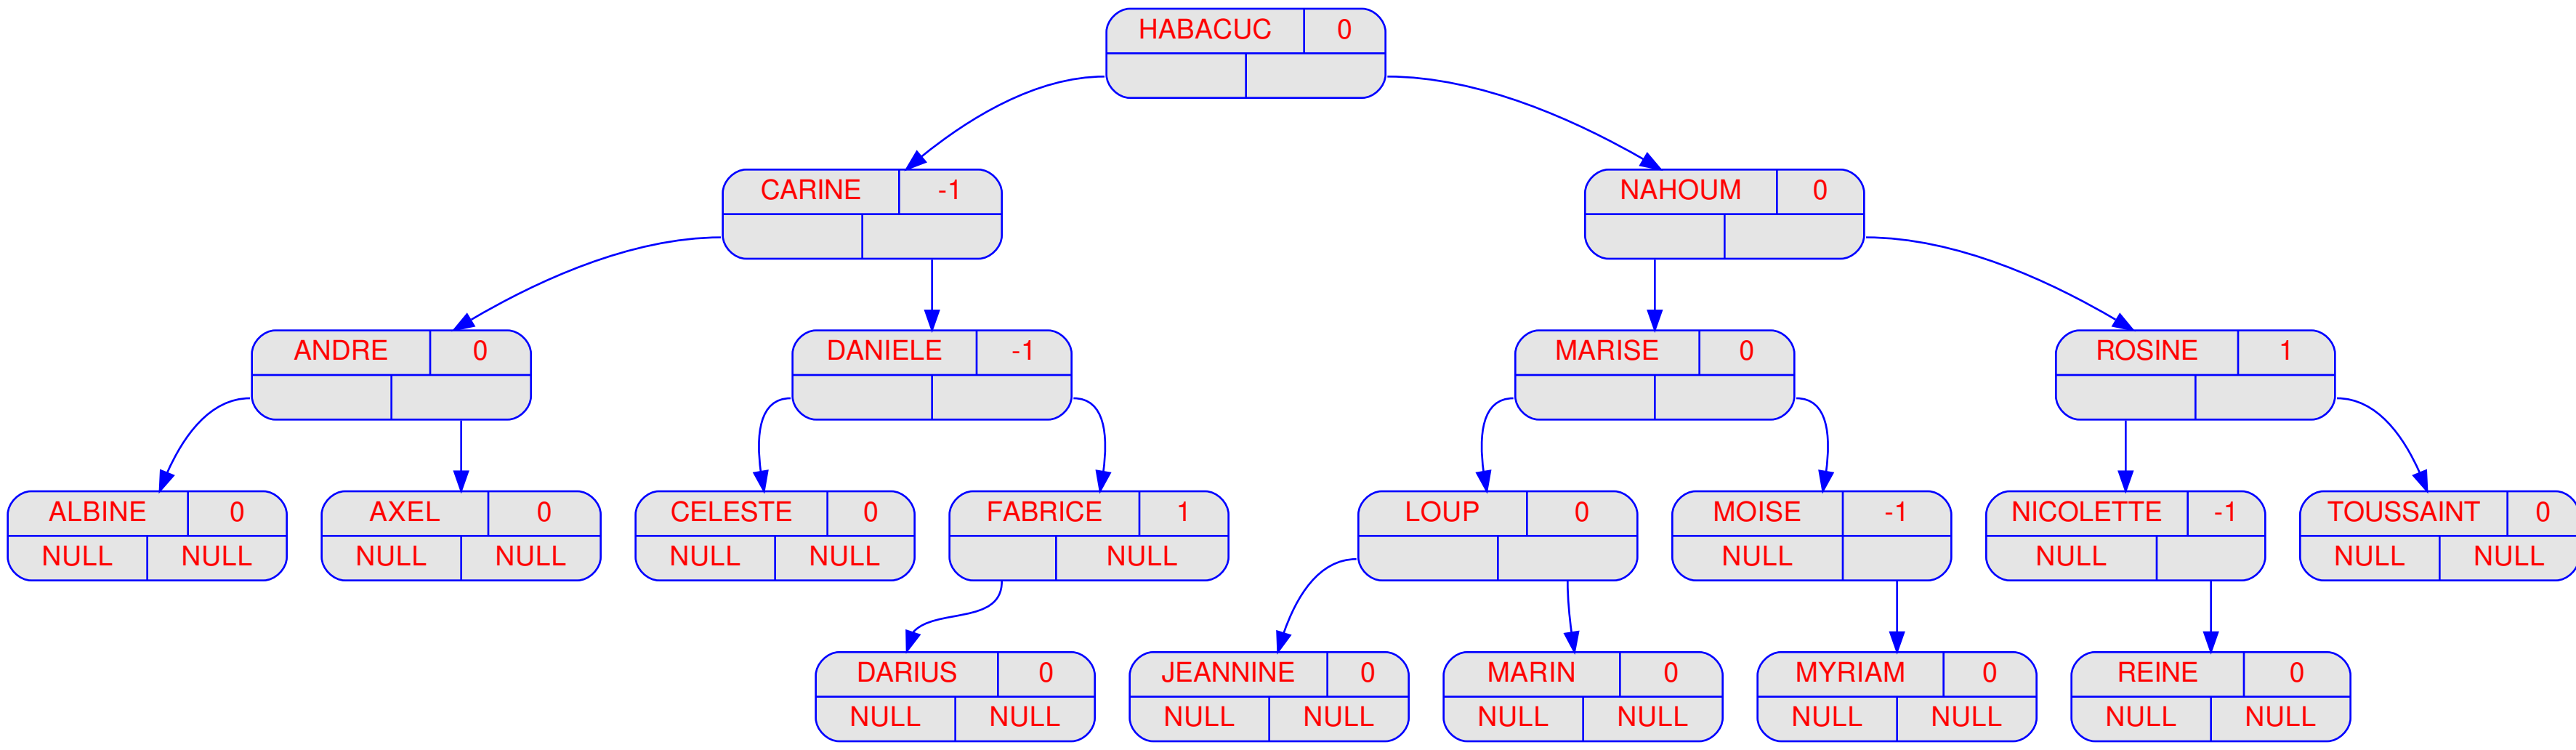 HABACUC 0
CARINE -1 NAHOUM 0
ANDRE 0 DANIELE -1 MARISE 0 ROSINE 1
ALBINE 0 AXEL 0 CELESTE 0 FABRICE 1 LOUP 0 MOISE -1 NICOLETTE -1 TOUSSAINT 0
NULL NULL NULL NULL NULL NULL NULL NULL NULL NULL NULL
DARIUS 0 JEANNINE 0 MARIN 0 MYRIAM 0 REINE 0
NULL NULL NULL NULL NULL NULL NULL NULL NULL NULL